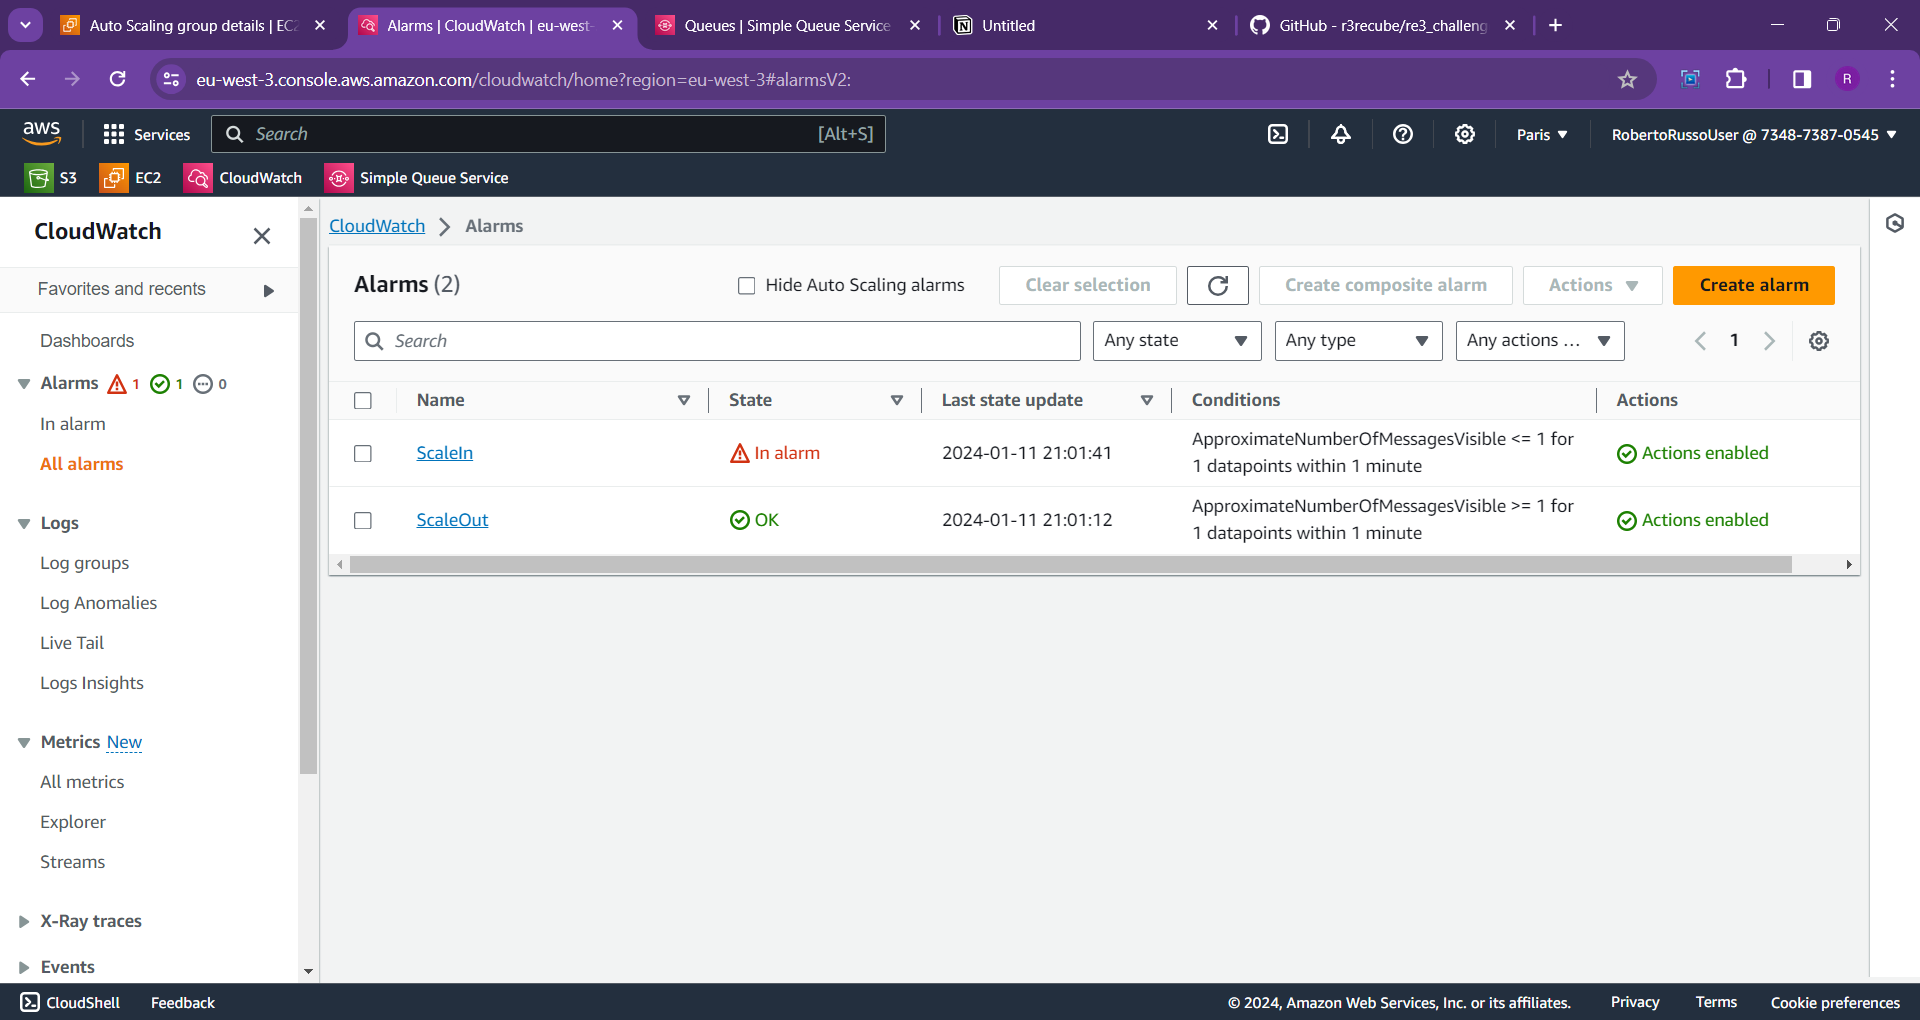 Auto Scaling group details | EC2
Alarms | CloudWatch | eu-west-
Queues | Simple Queue Service
Untitled
GitHub - r3recube/re3_challeng
eu-west-3.console.aws.amazon.com/cloudwatch/home?region=eu-west-3#alarmsV2:
R
aws
Services
Search
[Alt+S]
Paris
RobertoRussoUser @ 7348-7387-0545
S3
EC2
CloudWatch
Simple Queue Service
CloudWatch
Favorites and recents
Dashboards
Alarms 1 1 0
In alarm
All alarms
Logs
Log groups
Log Anomalies
Live Tail
Logs Insights
Metrics New
All metrics
Explorer
Streams
X-Ray traces
Events
CloudWatch > Alarms
Alarms (2)
Hide Auto Scaling alarms
Clear selection
Create composite alarm
Actions
Create alarm
Search
Any state
Any type
Any actions ...
1
Name State Last state update Conditions Actions
ScaleIn In alarm 2024-01-11 21:01:41 ApproximateNumberOfMessagesVisible <= 1 for
1 datapoints within 1 minute
Actions enabled
ScaleOut OK 2024-01-11 21:01:12 ApproximateNumberOfMessagesVisible >= 1 for
1 datapoints within 1 minute
Actions enabled
CloudShell
Feedback
© 2024, Amazon Web Services, Inc. or its affiliates.
Privacy
Terms
Cookie preferences